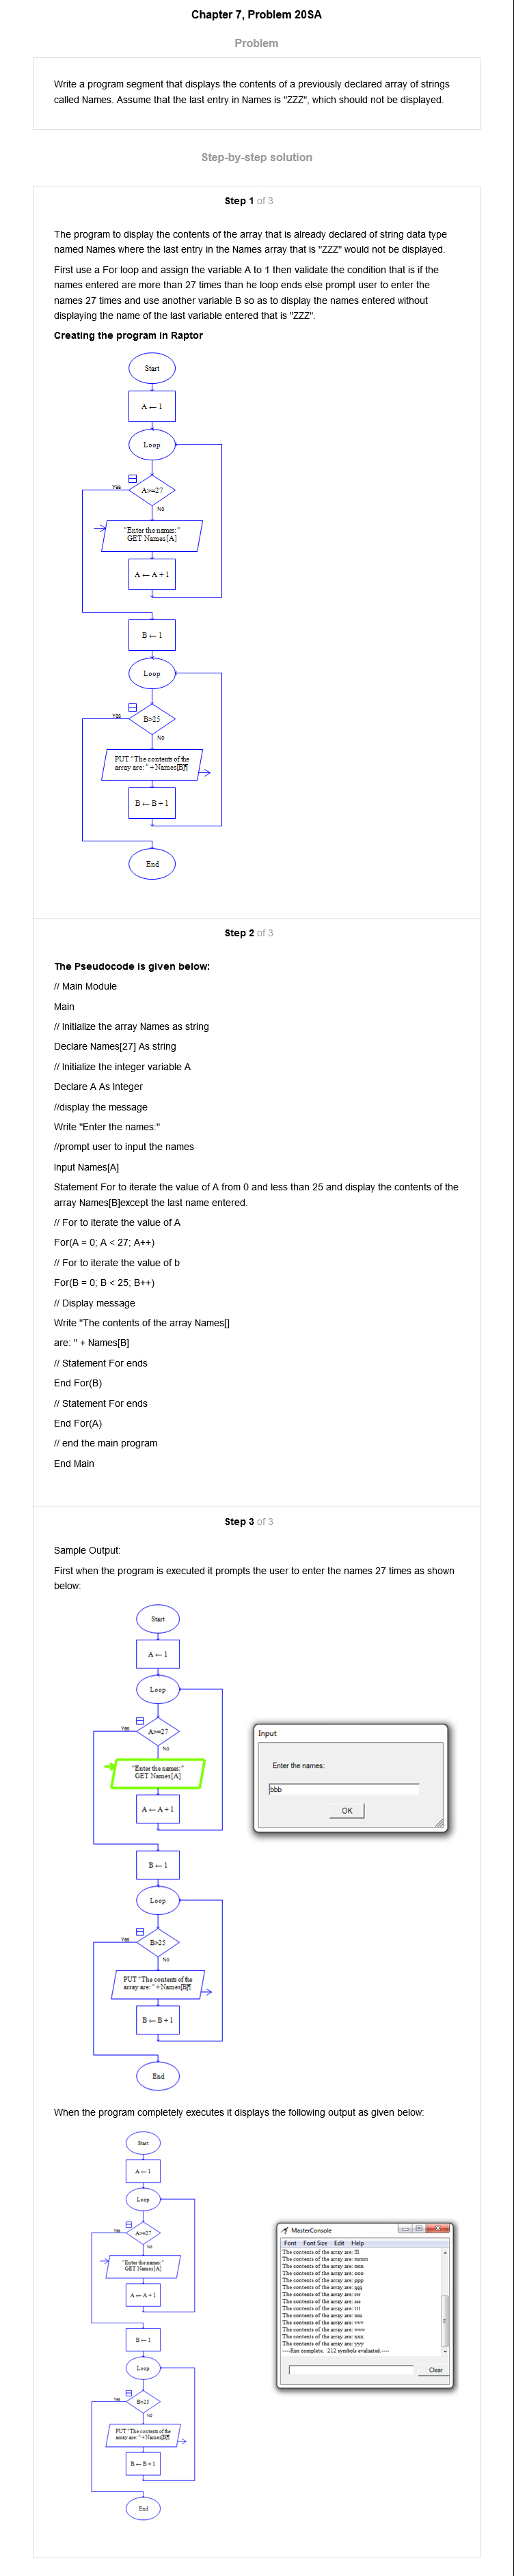 Chapter 7, Problem 20SA
Problem
Write a program segment that displays the contents of a previously declared array of strings
called Names. Assume that the last entry in Names is "ZZZ", which should not be displayed.
Step-by-step solution
Step 1 of 3
The program to display the contents of the array that is already declared of string data type
named Names where the last entry in the Names array that is "ZZZ" would not be displayed.
First use a For loop and assign the variable A to 1 then validate the condition that is if the
names entered are more than 27 times than he loop ends else prompt user to enter the
names 27 times and use another variable B so as to display the names entered without
displaying the name of the last variable entered that is "ZZZ".
Creating the program in Raptor
Start
A ← 1
Loop
Yes
A>=27
No
"Enter the names:"
GET Names[A]
A ← A + 1
B ← 1
Loop
Yes
B>25
No
PUT "The contents of the
array are: "+Names[B]¶
B ← B + 1
End
Step 2 of 3
The Pseudocode is given below:
// Main Module
Main
// Initialize the array Names as string
Declare Names[27] As string
// Initialize the integer variable A
Declare A As Integer
//display the message
Write "Enter the names:"
//prompt user to input the names
Input Names[A]
Statement For to iterate the value of A from 0 and less than 25 and display the contents of the
array Names[B]except the last name entered.
// For to iterate the value of A
For(A = 0; A < 27; A++)
// For to iterate the value of b
For(B = 0; B < 25; B++)
// Display message
Write "The contents of the array Names[]
are: " + Names[B]
// Statement For ends
End For(B)
// Statement For ends
End For(A)
// end the main program
End Main
Step 3 of 3
Sample Output:
First when the program is executed it prompts the user to enter the names 27 times as shown
below:
Start
A ← 1
Loop
Yes
A>=27
No
"Enter the names:"
GET Names[A]
A ← A + 1
B ← 1
Loop
Yes
B>25
No
PUT "The contents of the
array are: "+Names[B]¶
B ← B + 1
End
Input
Enter the names:
bbb
OK
When the program completely executes it displays the following output as given below:
Start
A ← 1
Loop
Yes
A>=27
No
"Enter the names:"
GET Names[A]
A ← A + 1
B ← 1
Loop
Yes
B>25
No
PUT "The contents of the
array are: "+Names[B]¶
B ← B + 1
End
MasterConsole
Font Font Size Edit Help
The contents of the array are: lll
The contents of the array are: mmm
The contents of the array are: nnn
The contents of the array are: ooo
The contents of the array are: ppp
The contents of the array are: qqq
The contents of the array are: rrr
The contents of the array are: sss
The contents of the array are: ttt
The contents of the array are: uuu
The contents of the array are: vvv
The contents of the array are: www
The contents of the array are: xxx
The contents of the array are: yyy
----Run complete. 212 symbols evaluated.----
Clear